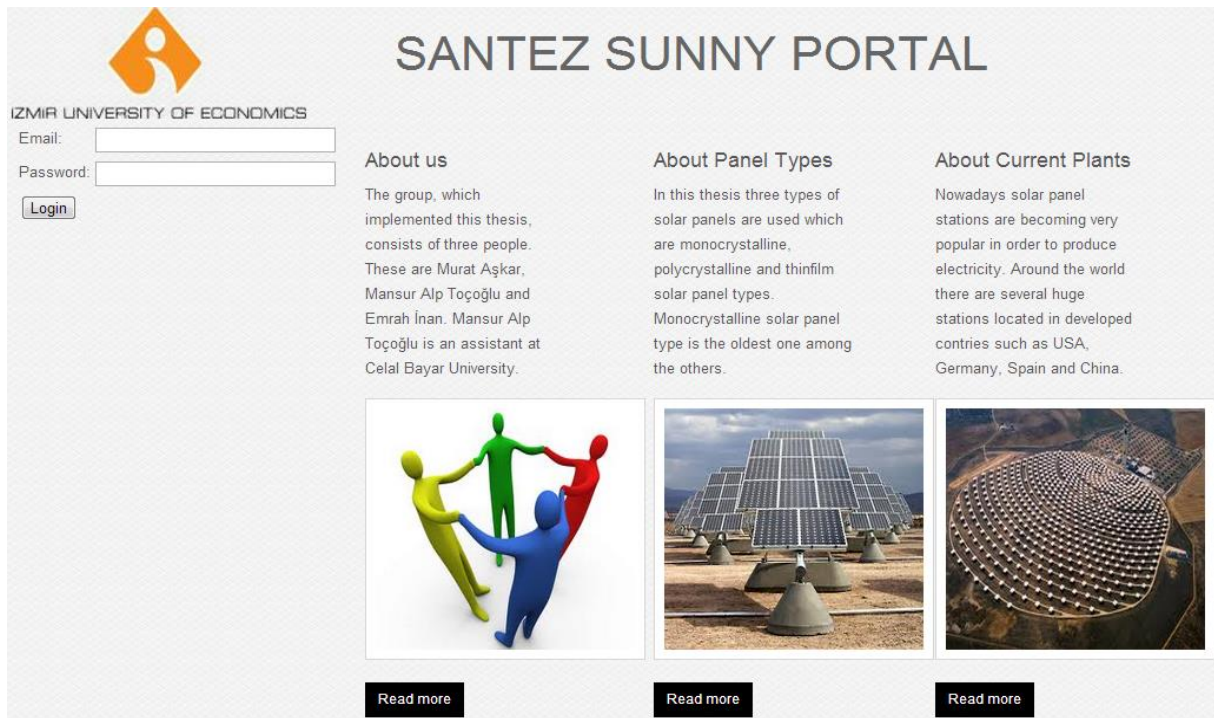 SANTEZ SUNNY PORTAL
IZMIR UNIVERSITY OF ECONOMICS
Email:
Password:
Login
About us
The group, which
implemented this thesis,
consists of three people.
These are Murat Aşkar,
Mansur Alp Toçoğlu and
Emrah İnan. Mansur Alp
Toçoğlu is an assistant at
Celal Bayar University.
Read more
About Panel Types
In this thesis three types of
solar panels are used which
are monocrystalline,
polycrystalline and thinfilm
solar panel types.
Monocrystalline solar panel
type is the oldest one among
the others.
Read more
About Current Plants
Nowadays solar panel
stations are becoming very
popular in order to produce
electricity. Around the world
there are several huge
stations located in developed
contries such as USA,
Germany, Spain and China.
Read more